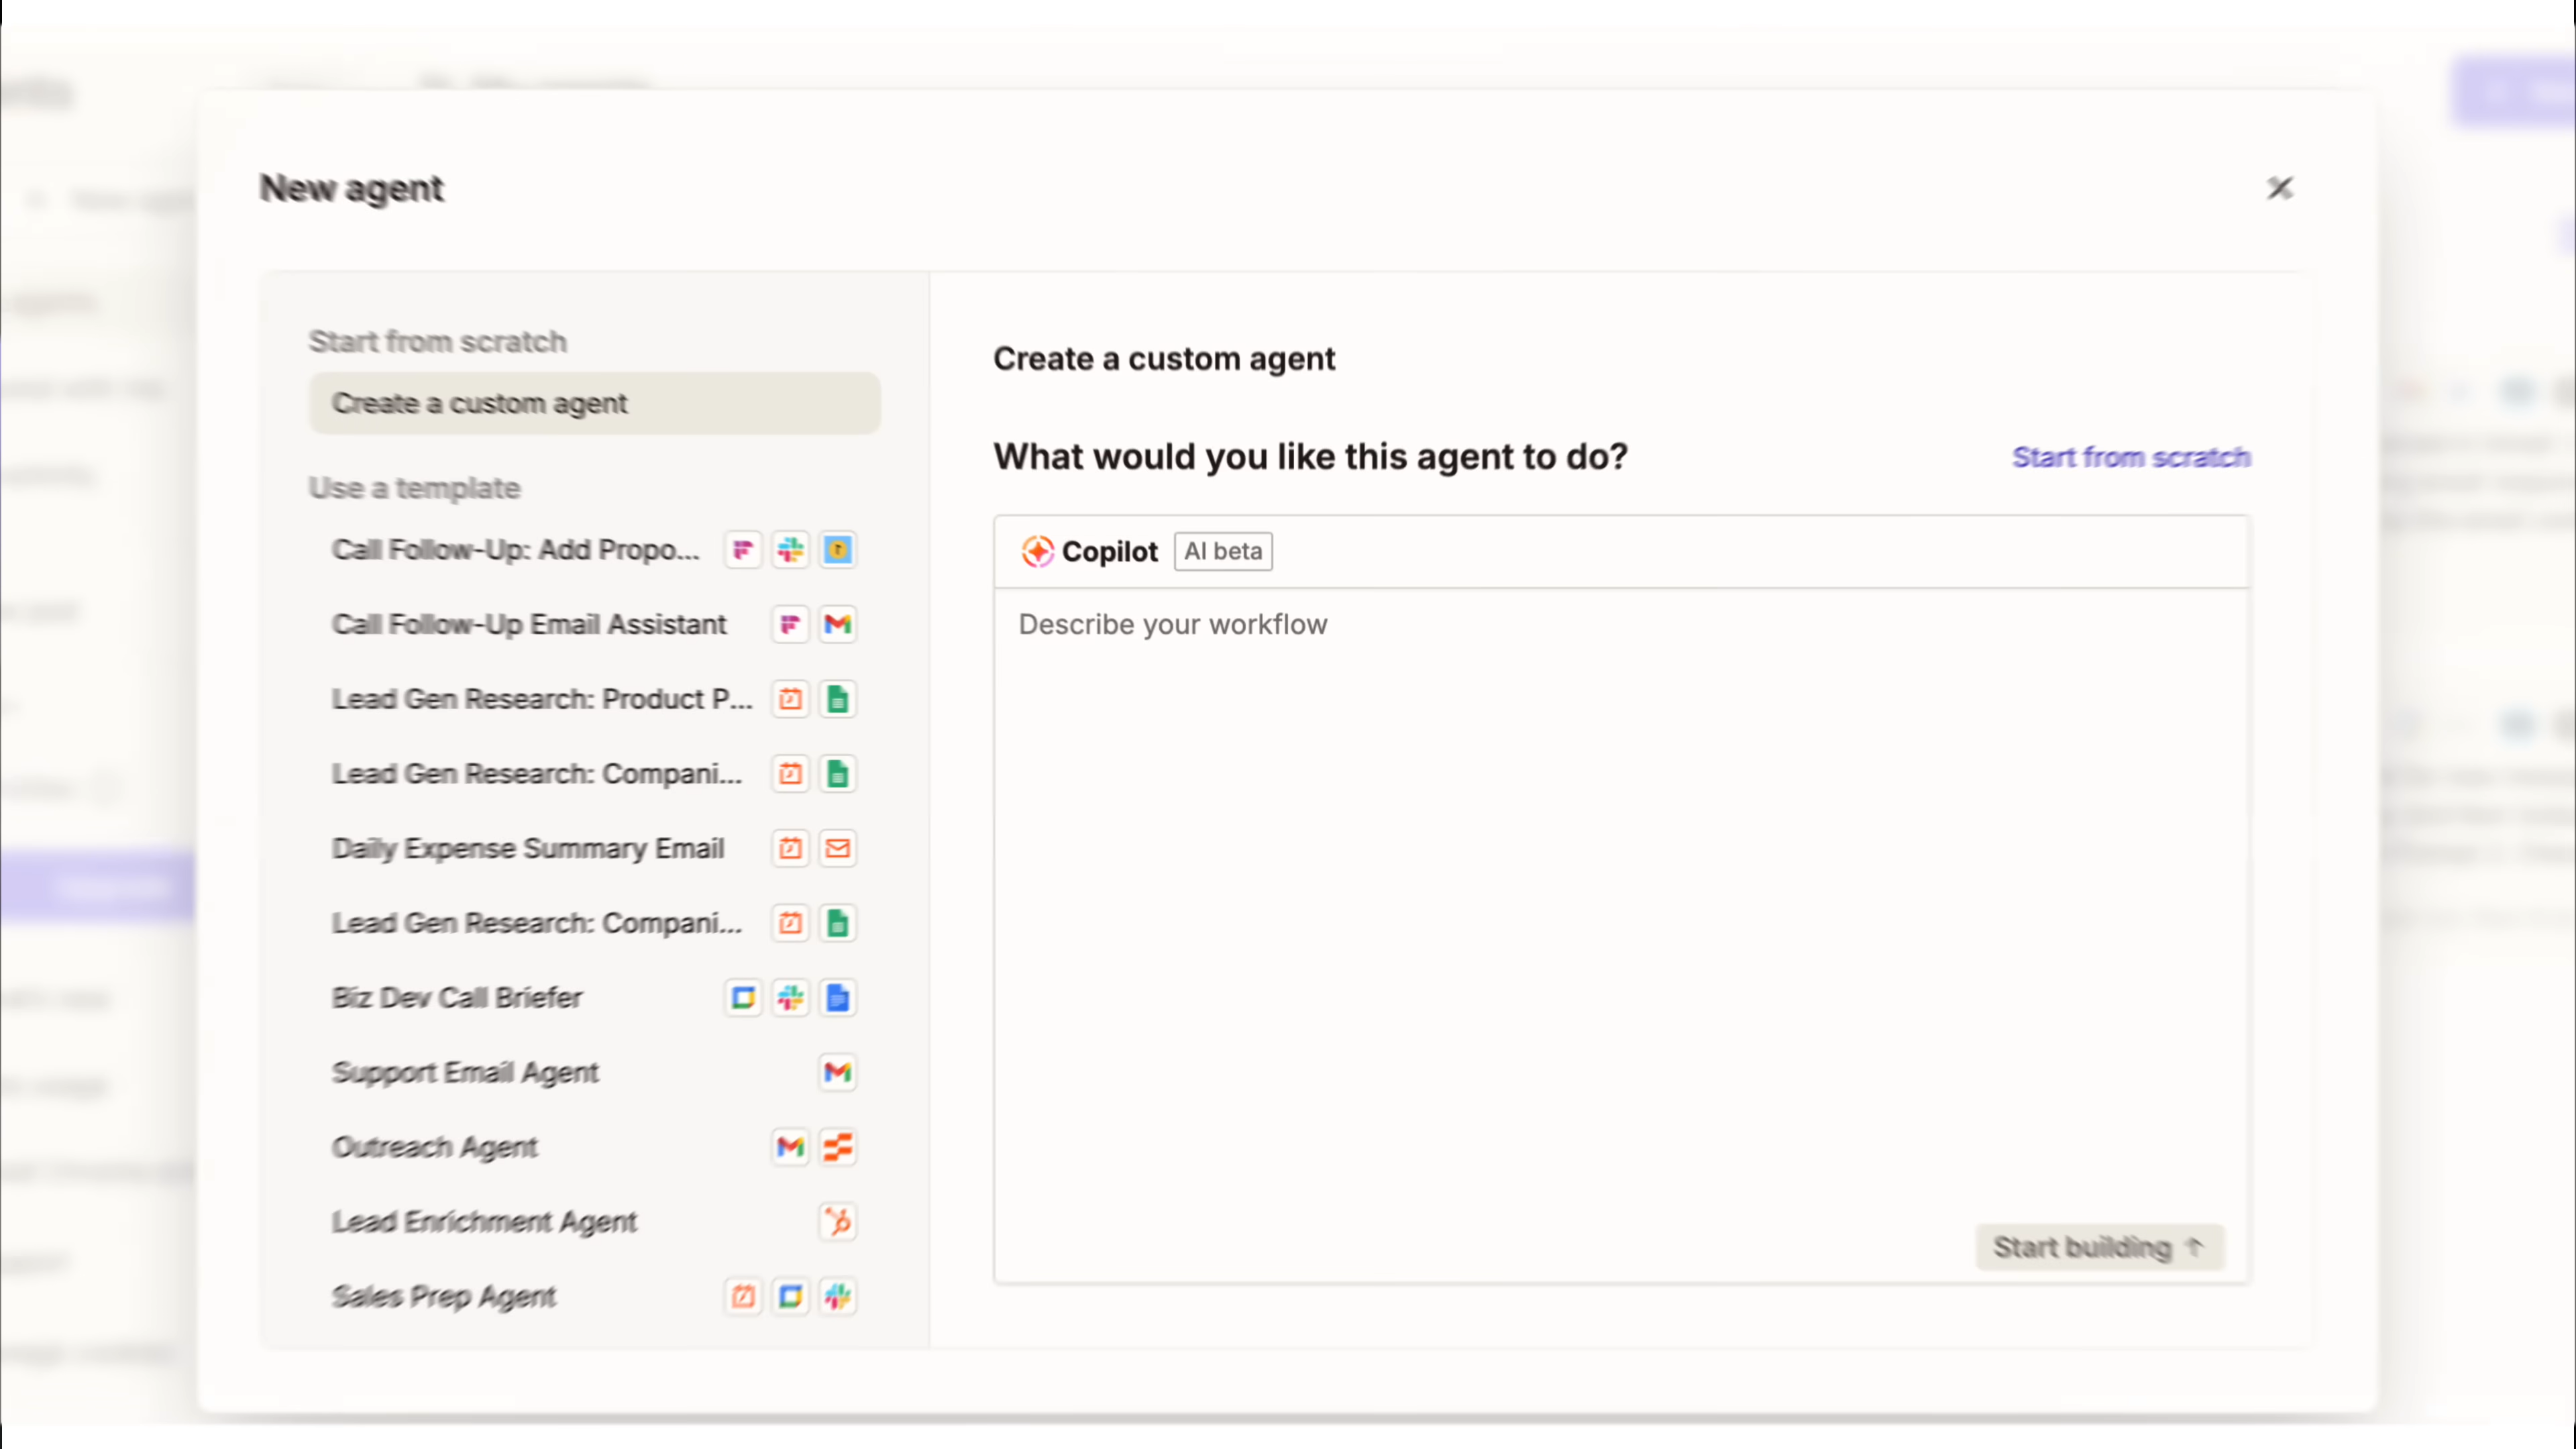 New agent
Start from scratch
Create a custom agent
Use a template
Call Follow-Up: Add Propo...
Call Follow-Up Email Assistant
Lead Gen Research: Product P...
Lead Gen Research: Compani...
Daily Expense Summary Email
Lead Gen Research: Compani...
Biz Dev Call Briefer
Support Email Agent
Outreach Agent
Lead Enrichment Agent
Sales Prep Agent
Create a custom agent
What would you like this agent to do?
Start from scratch
Copilot AI beta
Describe your workflow
Start building ↑